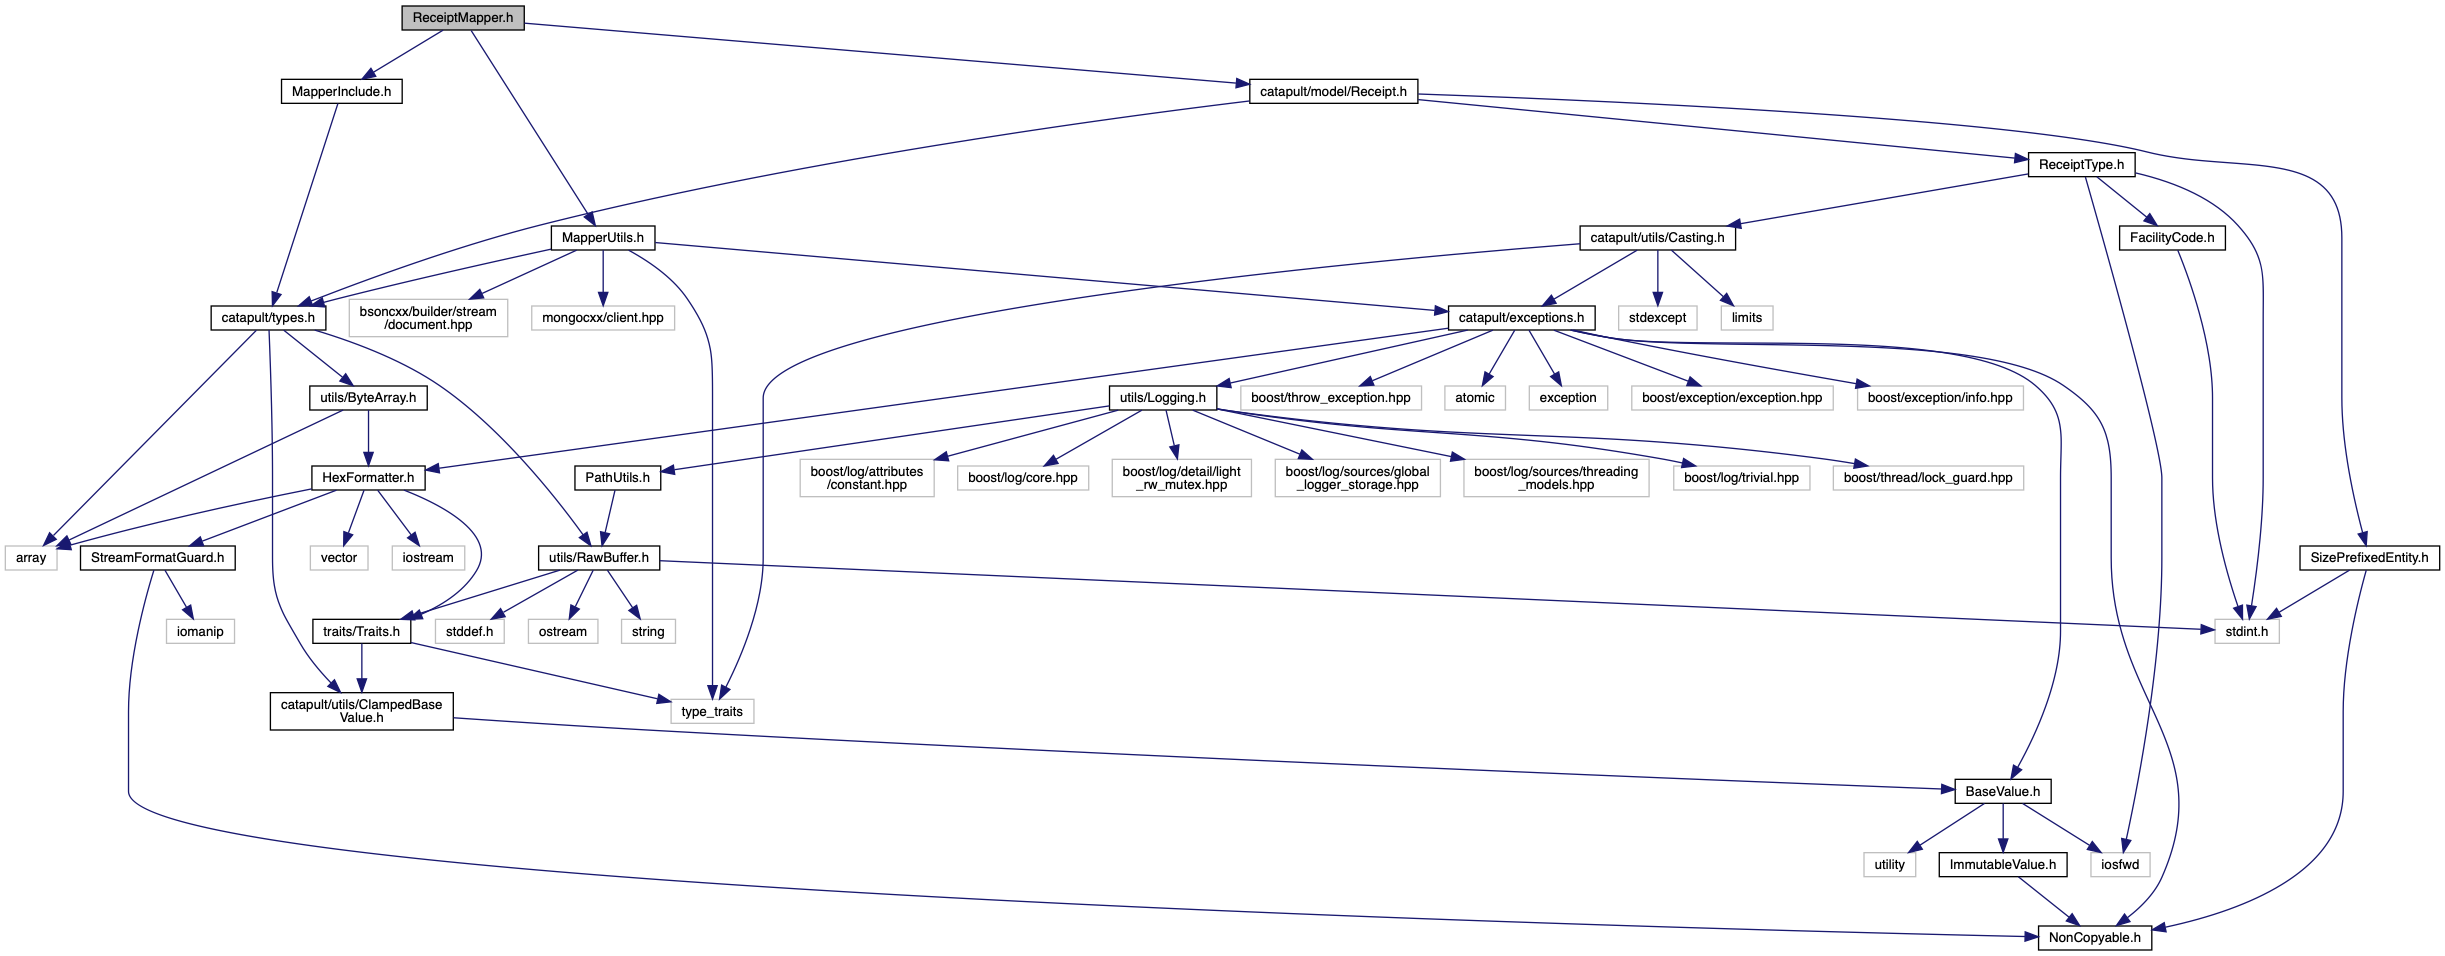 ReceiptMapper.h
MapperInclude.h
catapult/model/Receipt.h
ReceiptType.h
MapperUtils.h
catapult/utils/Casting.h
FacilityCode.h
catapult/types.h
bsoncxx/builder/stream
/document.hpp
mongocxx/client.hpp
catapult/exceptions.h
stdexcept
limits
utils/ByteArray.h
utils/Logging.h
boost/throw_exception.hpp
atomic
exception
boost/exception/exception.hpp
boost/exception/info.hpp
HexFormatter.h
PathUtils.h
boost/log/attributes
/constant.hpp
boost/log/core.hpp
boost/log/detail/light
_rw_mutex.hpp
boost/log/sources/global
_logger_storage.hpp
boost/log/sources/threading
_models.hpp
boost/log/trivial.hpp
boost/thread/lock_guard.hpp
array
StreamFormatGuard.h
vector
iostream
utils/RawBuffer.h
SizePrefixedEntity.h
iomanip
traits/Traits.h
stddef.h
ostream
string
stdint.h
catapult/utils/ClampedBase
Value.h
type_traits
BaseValue.h
utility
ImmutableValue.h
iosfwd
NonCopyable.h